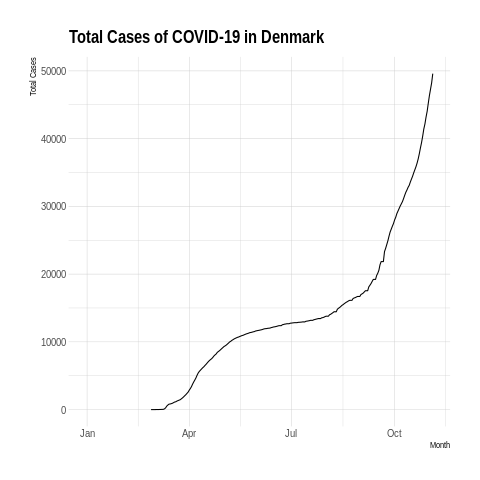 Total Cases of COVID-19 in Denmark
Total Cases
50000
40000
30000
20000
10000
0
Jan Apr Jul Oct
Month